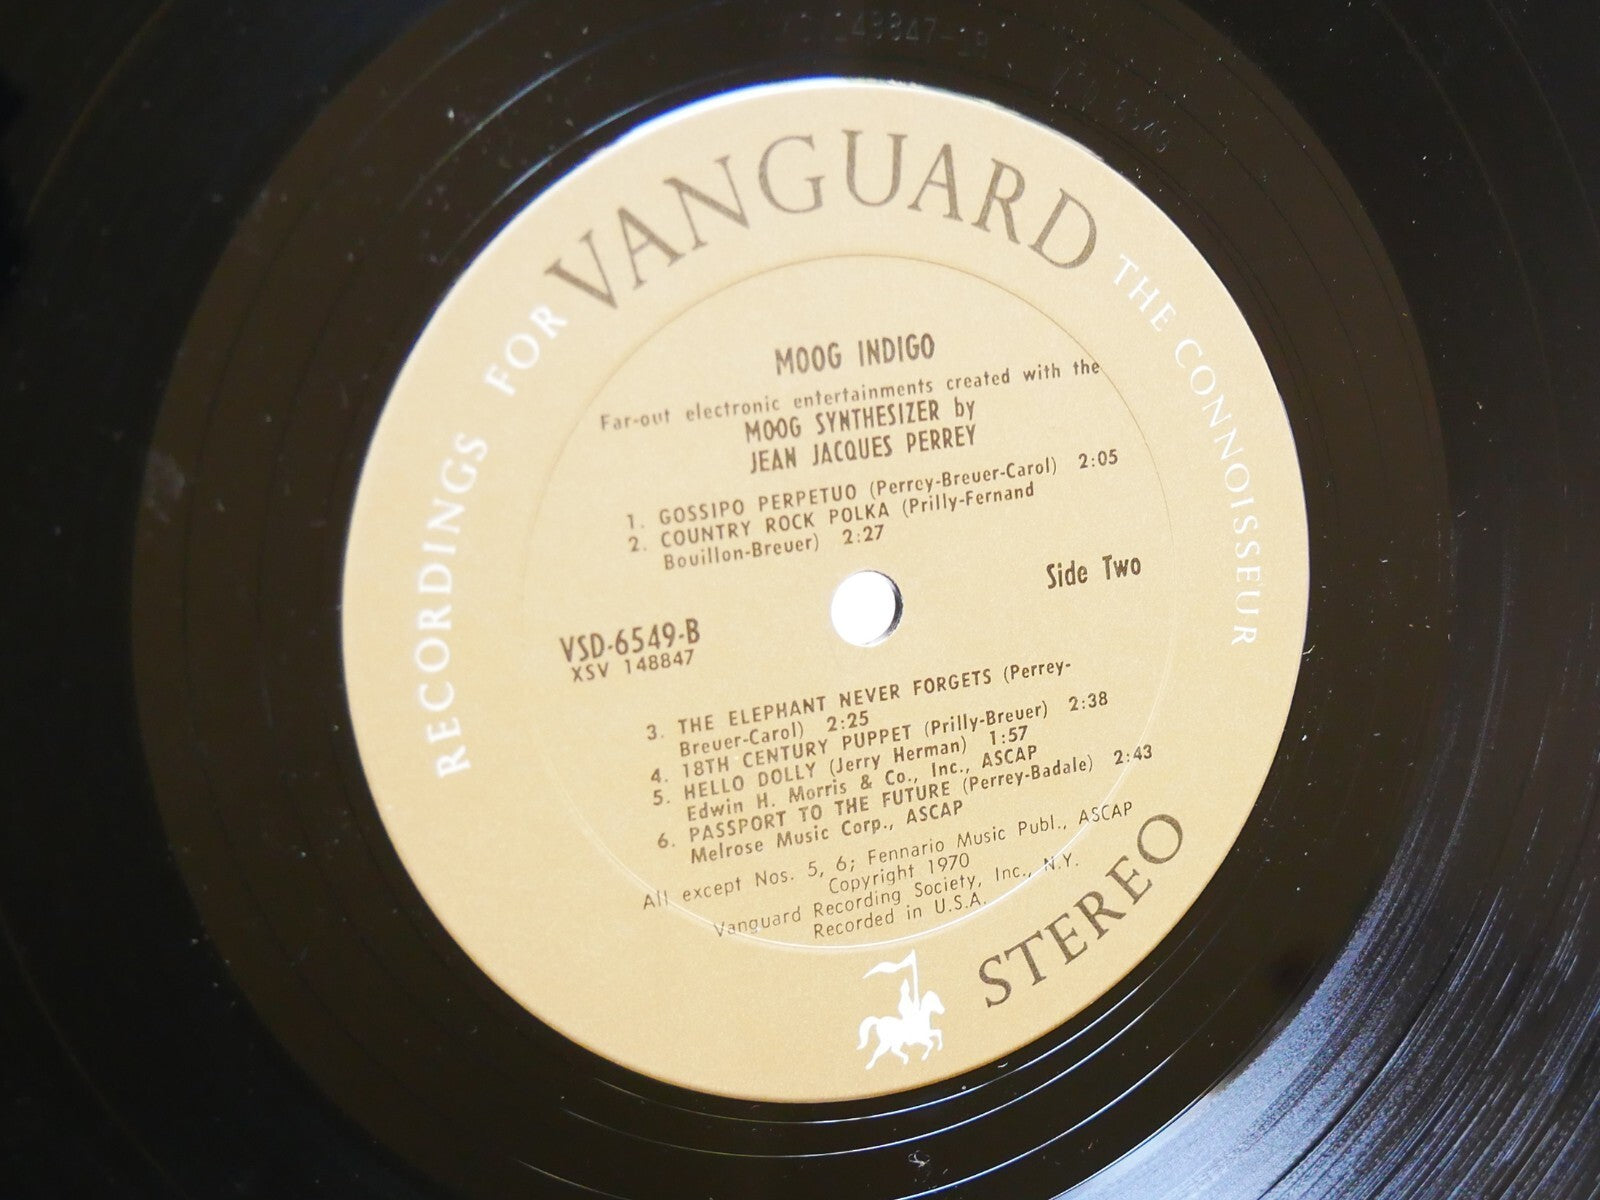 148847-1
RECORDINGS FOR VANGUARD THE CONNOISSEUR
MOOG INDIGO
Far-out electronic entertainments created with the
MOOG SYNTHESIZER by
JEAN JACQUES PERREY
1. GOSSIPO PERPETUO (Perrey-Breuer-Carol) 2:05
2. COUNTRY ROCK POLKA (Prilly-Fernand
Bouillon-Breuer) 2:27
Side Two
VSD-6549-B
XSV 148847
3. THE ELEPHANT NEVER FORGETS (Perrey-
Breuer-Carol) 2:25
4. 18TH CENTURY PUPPET (Prilly-Breuer) 2:38
5. HELLO DOLLY (Jerry Herman) 1:57
Edwin H. Morris & Co., Inc., ASCAP
6. PASSPORT TO THE FUTURE (Perrey-Badale) 2:43
Melrose Music Corp., ASCAP
All except Nos. 5, 6; Fennario Music Publ., ASCAP
Copyright 1970
Vanguard Recording Society, Inc., N.Y.
Recorded in U.S.A.
STEREO